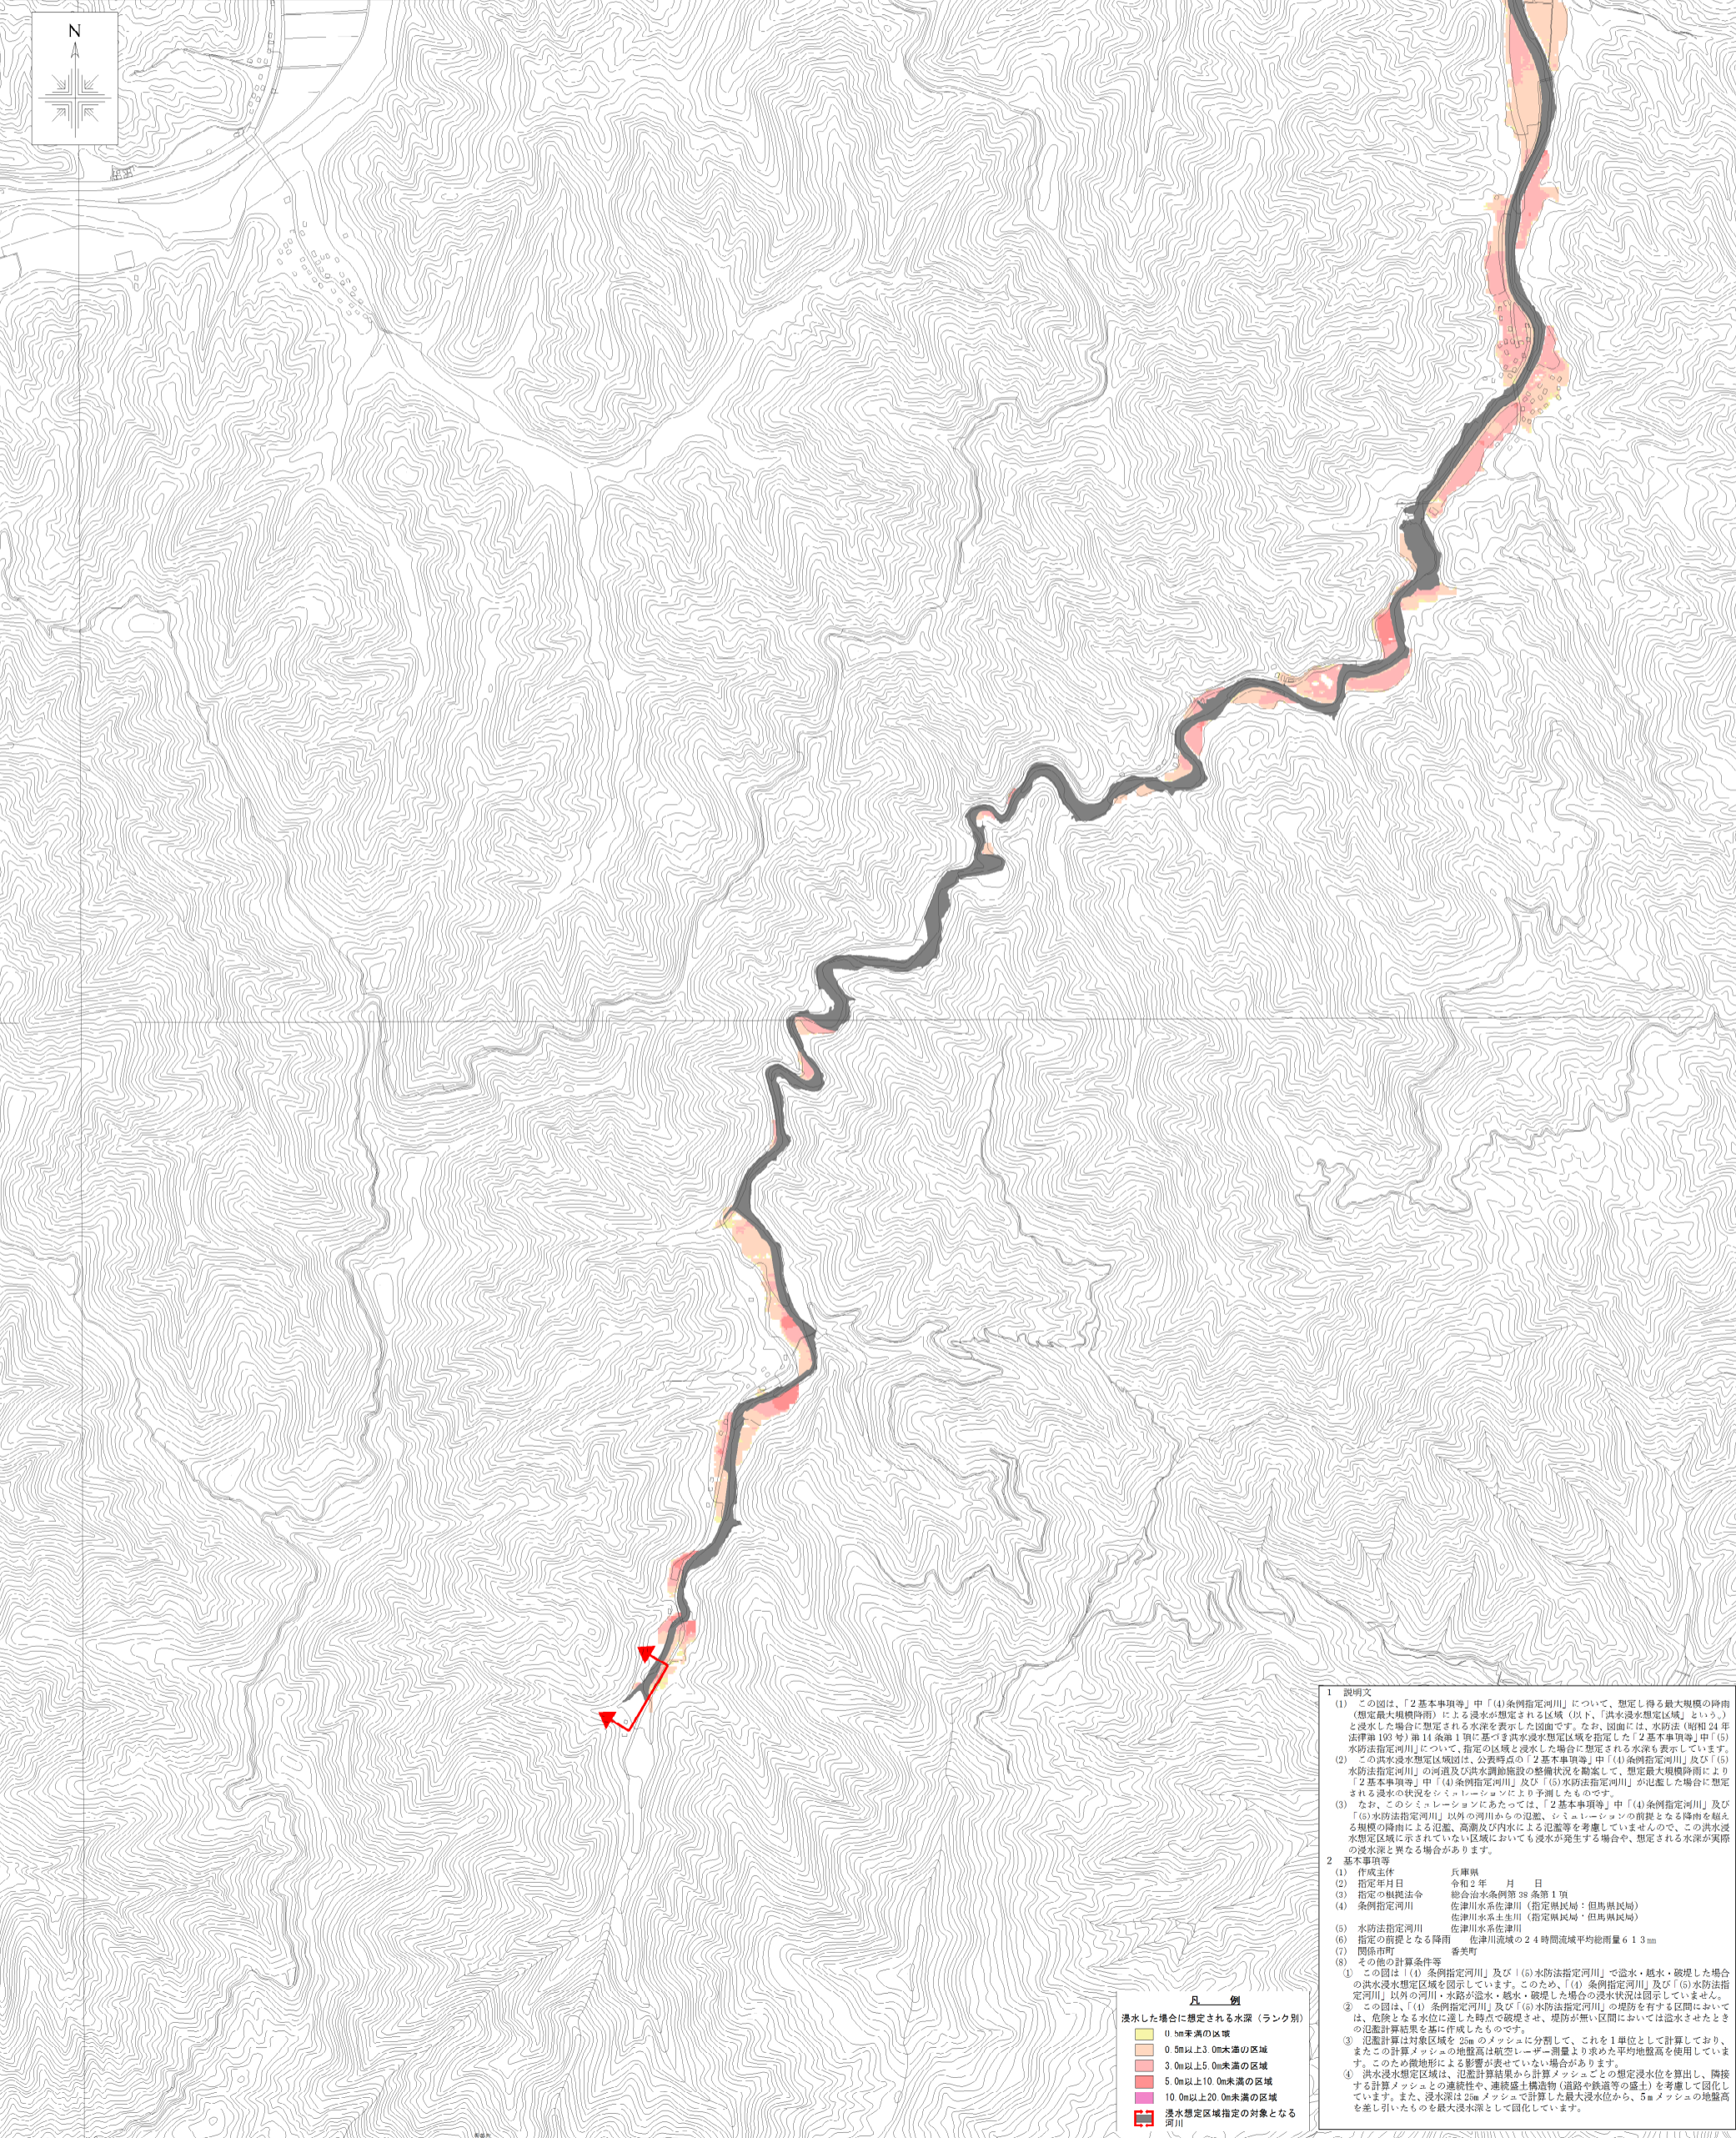 N
1 説明文
(1) この図は、「2基本事項等」中「(4)条例指定河川」について、想定し得る最大規模の降雨
(想定最大規模降雨)による浸水が想定される区域(以下、「洪水浸水想定区域」という。)
と浸水した場合に想定される水深を表示した図面です。なお、図面には、水防法(昭和24年
法律第193号)第14条第1項に基づき洪水浸水想定区域を指定した「2基本事項等」中「(5)
水防法指定河川」について、指定の区域と浸水した場合に想定される水深も表示しています。
(2) この洪水浸水想定区域図は、公表時点の「2基本事項等」中「(4)条例指定河川」及び「(5)
水防法指定河川」の河道及び洪水調節施設の整備状況を勘案して、想定最大規模降雨により
「2基本事項等」中「(4)条例指定河川」及び「(5)水防法指定河川」が氾濫した場合に想定
される浸水の状況をシミュレーションにより予測したものです。
(3) なお、このシミュレーションにあたっては、「2基本事項等」中「(4)条例指定河川」及び
「(5)水防法指定河川」以外の河川からの氾濫、シミュレーションの前提となる降雨を超え
る規模の降雨による氾濫、高潮及び内水による氾濫等を考慮していませんので、この洪水浸
水想定区域に示されていない区域においても浸水が発生する場合や、想定される水深が実際
の浸水深と異なる場合があります。
2 基本事項等
(1) 作成主体 兵庫県
(2) 指定年月日 令和2年 月 日
(3) 指定の根拠法令 総合治水条例第38条第1項
(4) 条例指定河川 佐津川水系佐津川(指定県民局:但馬県民局)
佐津川水系土生川(指定県民局:但馬県民局)
(5) 水防法指定河川 佐津川水系佐津川
(6) 指定の前提となる降雨 佐津川流域の24時間流域平均総雨量613㎜
(7) 関係市町 香美町
(8) その他の計算条件等
① この図は「(4) 条例指定河川」及び「(5)水防法指定河川」で溢水・越水・破堤した場合
の洪水浸水想定区域を図示しています。このため、「(4) 条例指定河川」及び「(5)水防法指
定河川」以外の河川・水路が溢水・越水・破堤した場合の浸水状況は図示していません。
② この図は、「(4) 条例指定河川」及び「(5)水防法指定河川」の堤防を有する区間において
は、危険となる水位に達した時点で破堤させ、堤防が無い区間においては溢水させたとき
の氾濫計算結果を基に作成したものです。
③ 氾濫計算は対象区域を25mのメッシュに分割して、これを1単位として計算しており、
またこの計算メッシュの地盤高は航空レーザー測量より求めた平均地盤高を使用していま
す。このため微地形による影響が表せていない場合があります。
④ 洪水浸水想定区域は、氾濫計算結果から計算メッシュごとの想定浸水位を算出し、隣接
する計算メッシュとの連続性や、連続盛土構造物(道路や鉄道等の盛土)を考慮して図化し
ています。また、浸水深は25mメッシュで計算した最大浸水位から、5mメッシュの地盤高
を差し引いたものを最大浸水深として図化しています。
凡 例
浸水した場合に想定される水深(ランク別)
0.5m未満の区域
0.5m以上3.0m未満の区域
3.0m以上5.0m未満の区域
5.0m以上10.0m未満の区域
10.0m以上20.0m未満の区域
浸水想定区域指定の対象となる
河川